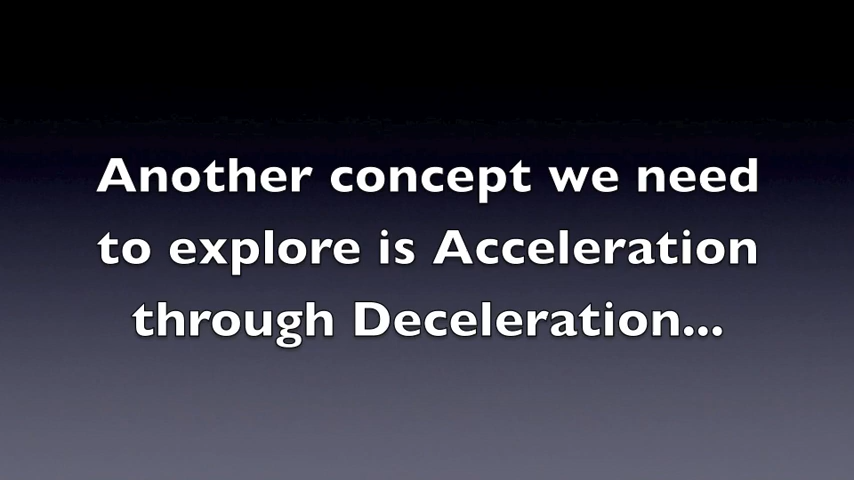 Another concept we need
to explore is Acceleration
through Deceleration...